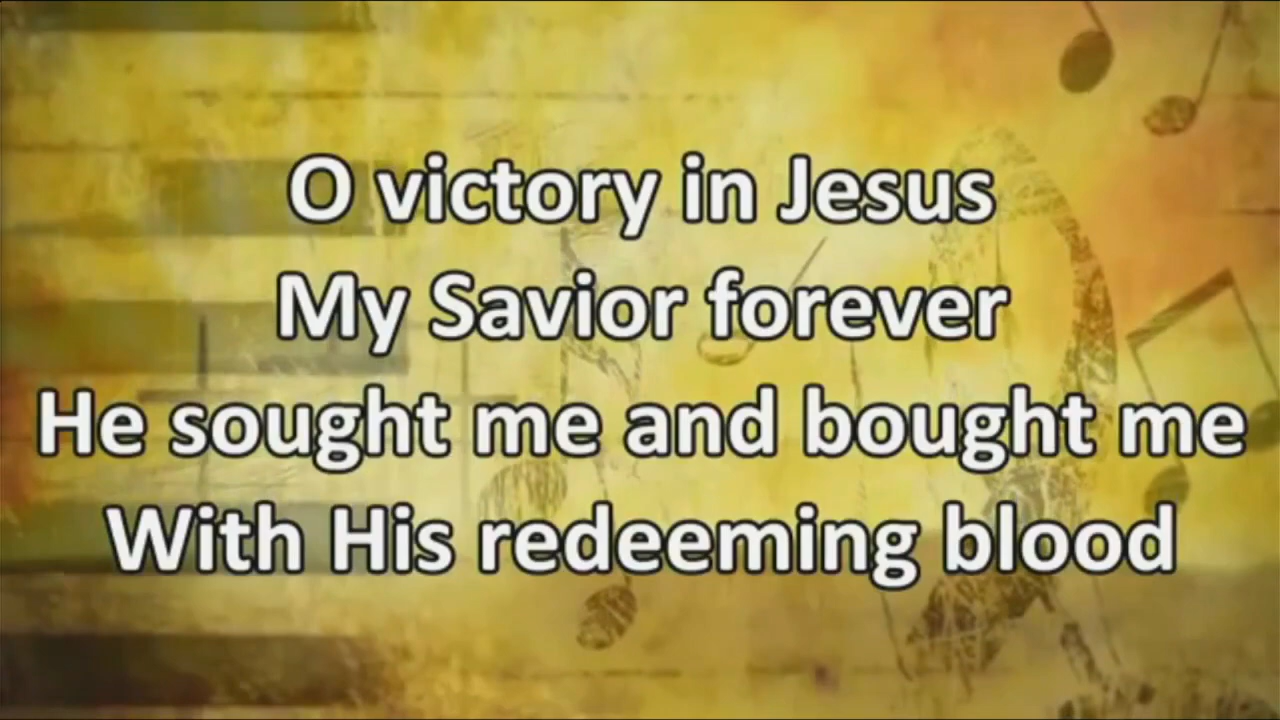 O victory in Jesus
My Savior forever
He sought me and bought me
With His redeeming blood